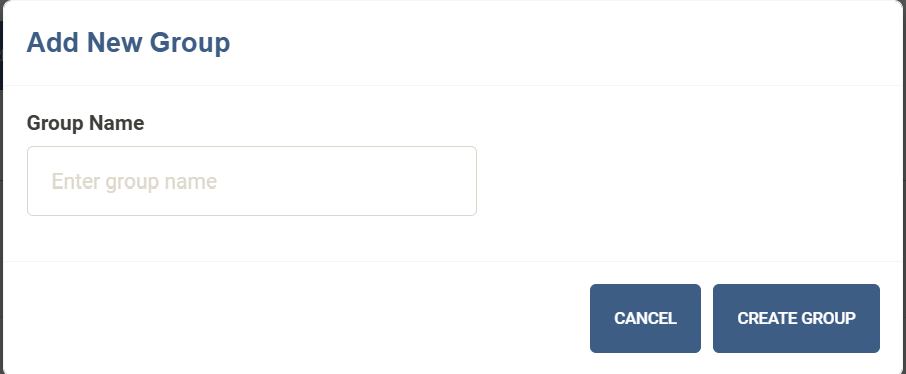 Add New Group
Group Name
Enter group name
CANCEL CREATE GROUP